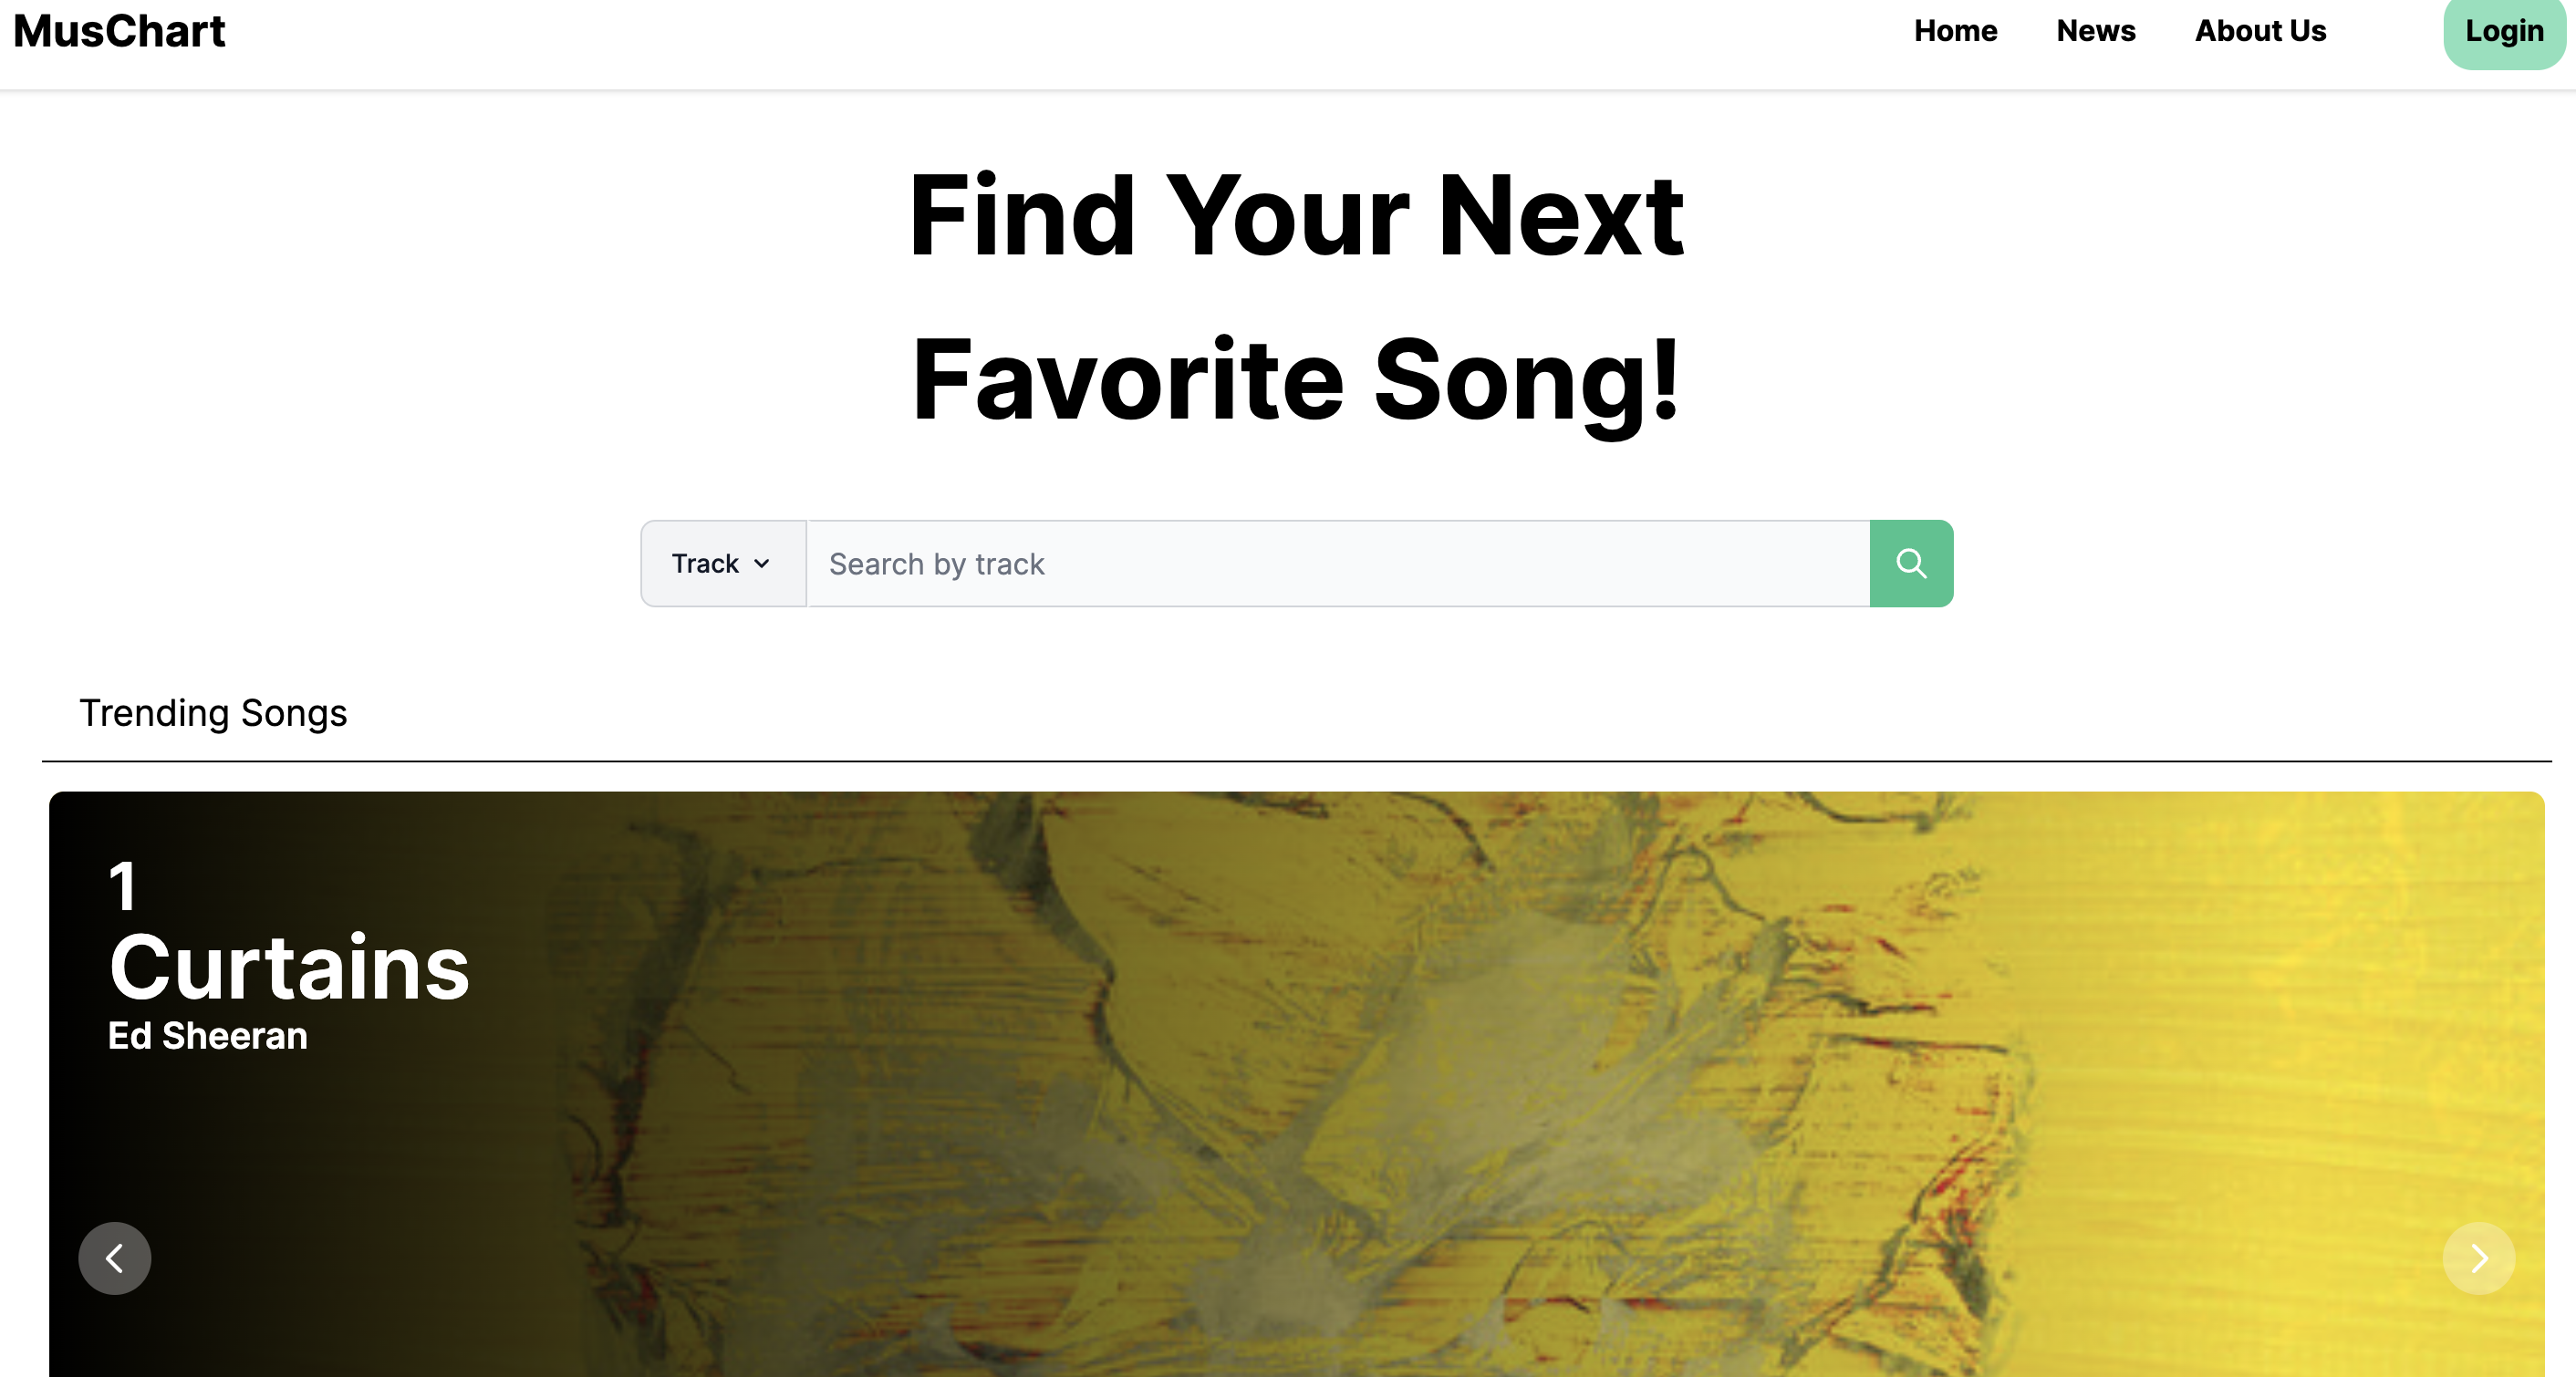 MusChart
Home News About Us Login
Find Your Next
Favorite Song!
Track Search by track
Trending Songs
1
Curtains
Ed Sheeran